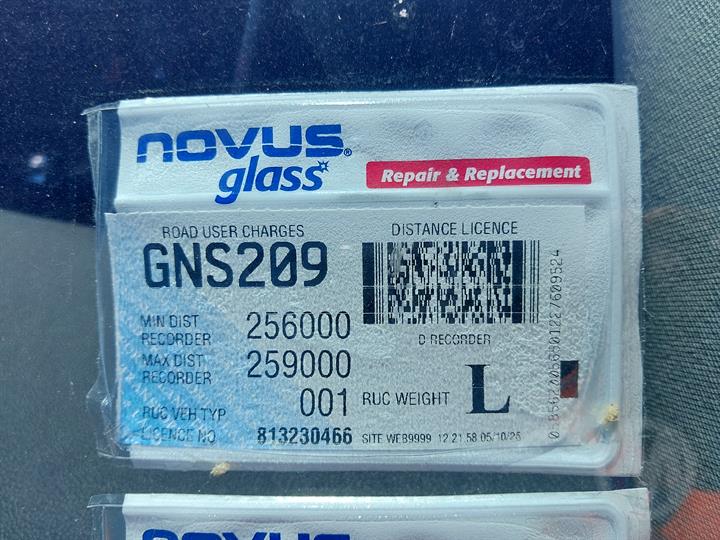 novus
glass
Repair & Replacement
ROAD USER CHARGES
DISTANCE LICENCE
GNS209
MIN DIST
RECORDER
256000
MAX DIST
RECORDER
259000
D RECORDER
RUC VEH TYP
001
RUC WEIGHT
L
LICENCE NO
813230466
SITE WEB9999 12 21 58 05/10/25
novus